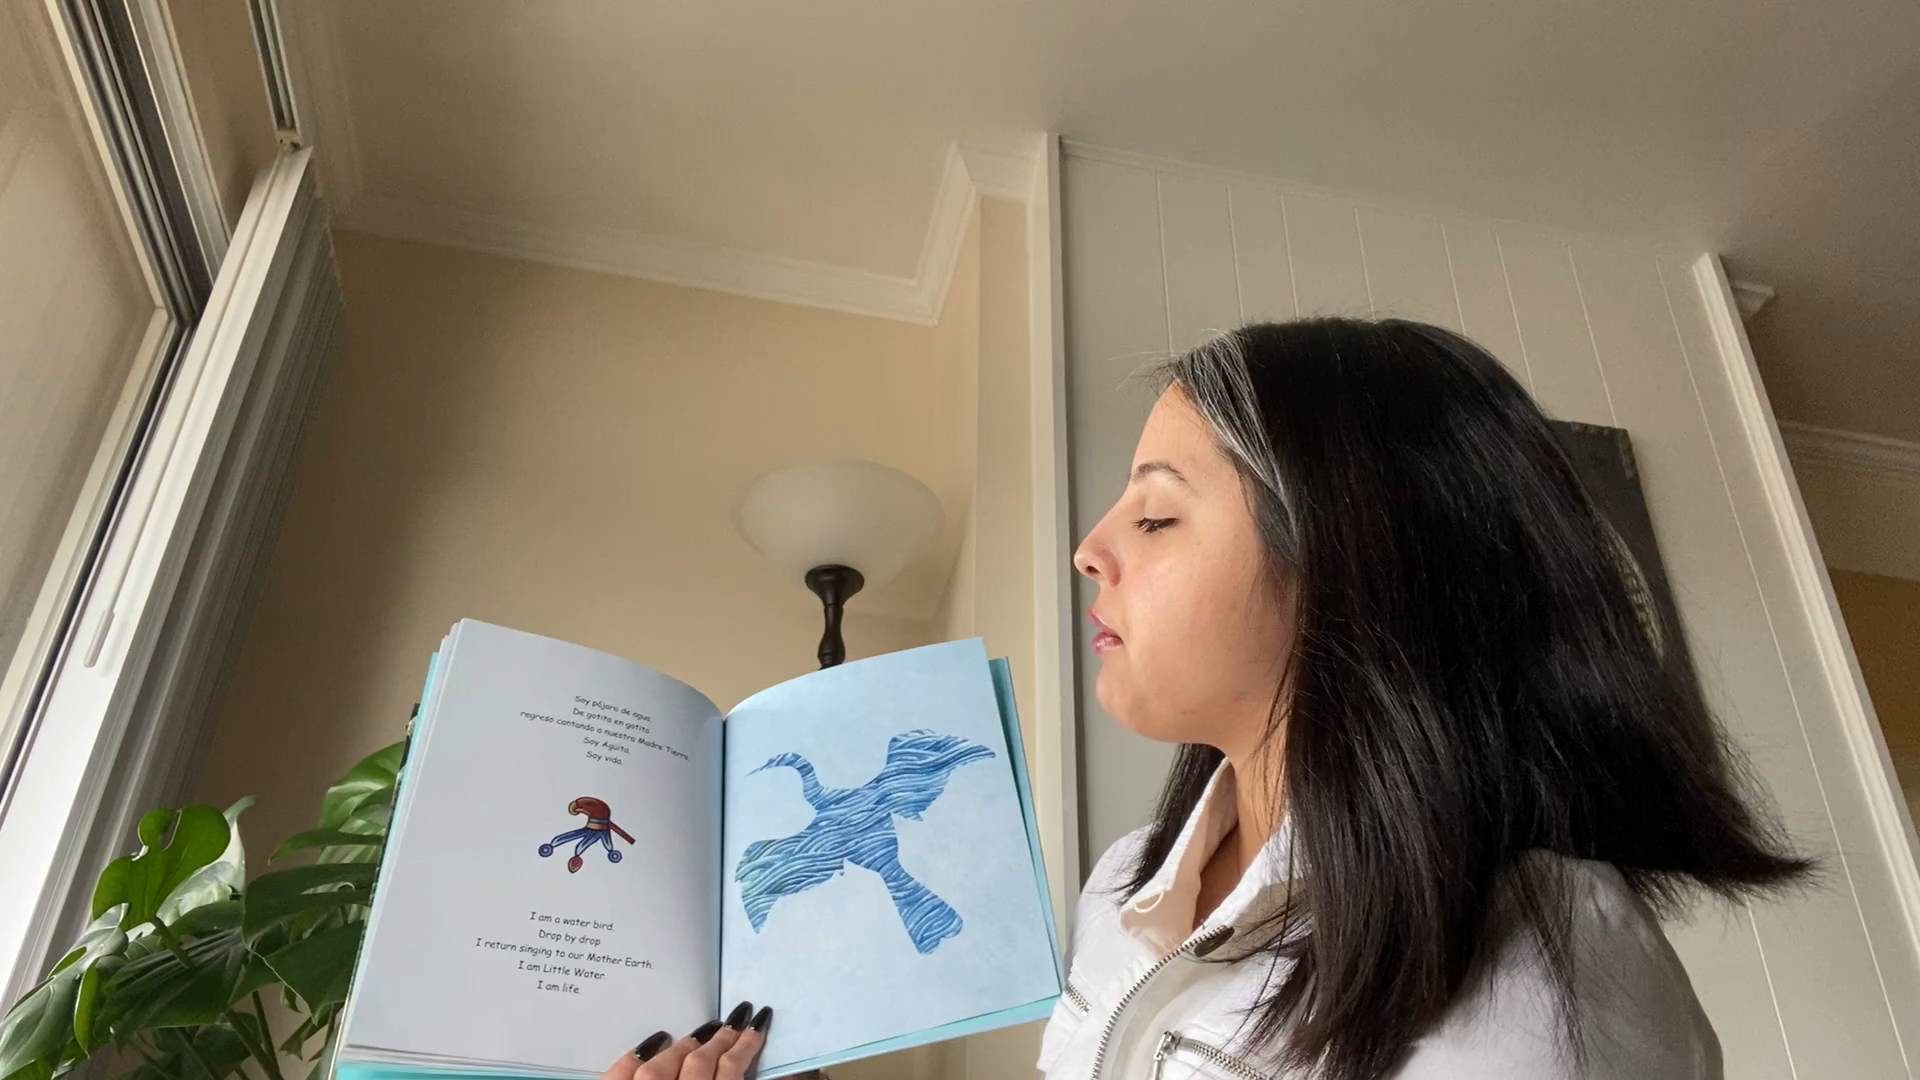 Soy pájaro de agua.
De gotita en gotita
regreso cantando a nuestra Madre Tierra.
Soy Agüita.
Soy vida.
I am a water bird.
Drop by drop
I return singing to our Mother Earth.
I am Little Water
I am life.